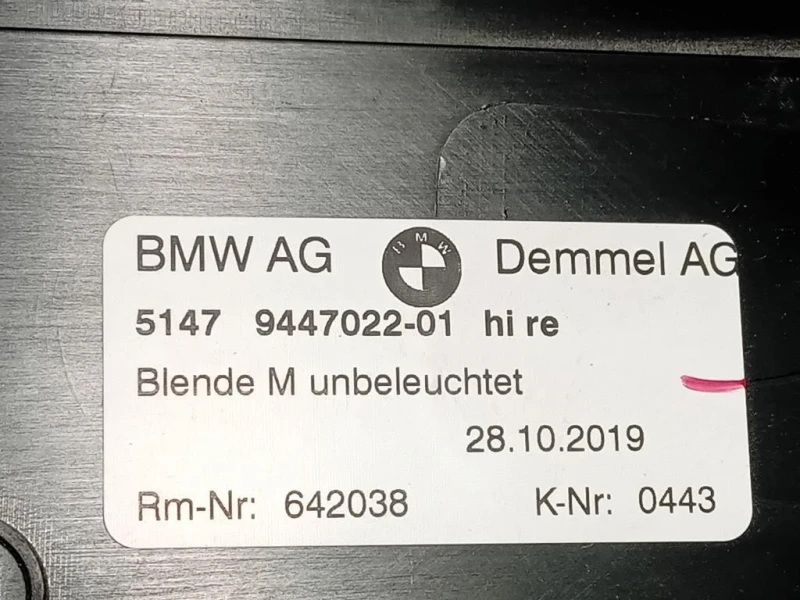 BMW AG BMW Demmel AG
5147 9447022-01 hi re
Blende M unbeleuchtet
28.10.2019
Rm-Nr: 642038 K-Nr: 0443